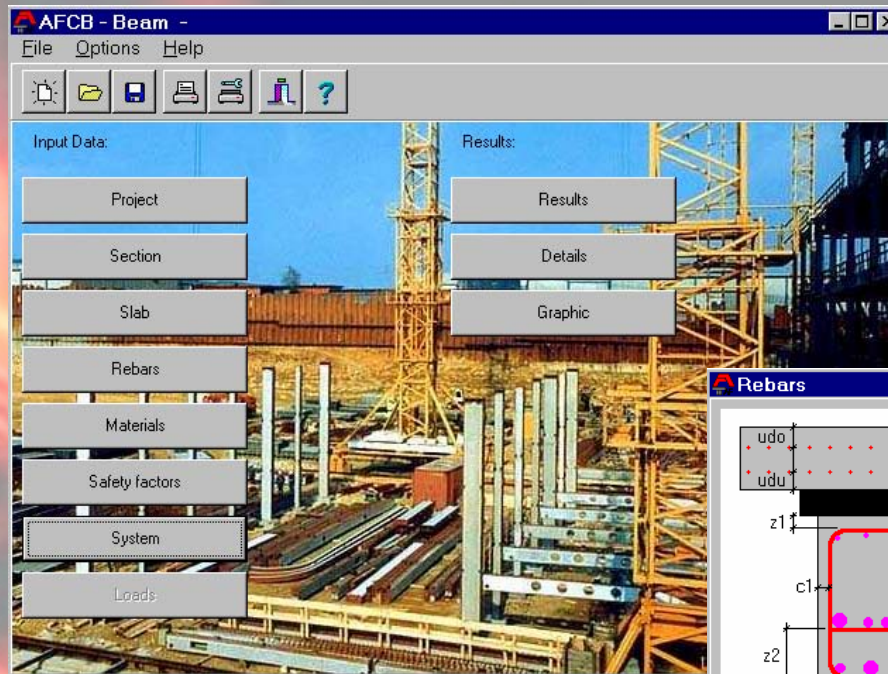 AFCB - Beam -
File Options Help
Input Data:
Results:
Project
Results
Section
Details
Slab
Graphic
Rebars
Materials
Safety factors
System
Loads
Rebars
udo
udu
z1
c1
z2